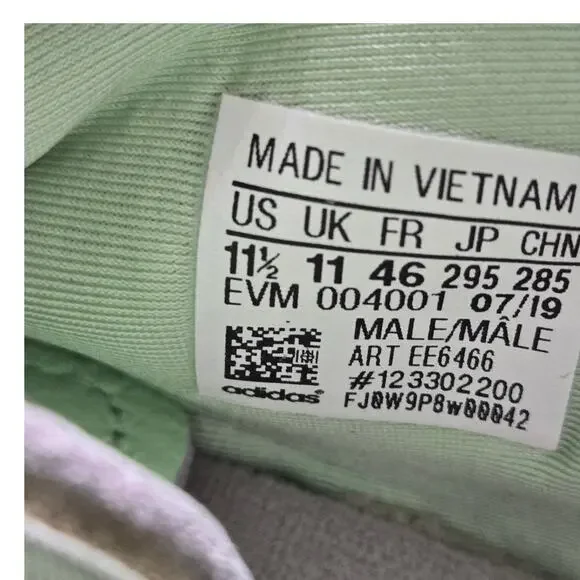 MADE IN VIETNAM
US UK FR JP CHN
11½ 11 46 295 285
EVM 004001 07/19
MALE/MÂLE
ART EE6466
#123302200
adidas FJ0W9P8w00042